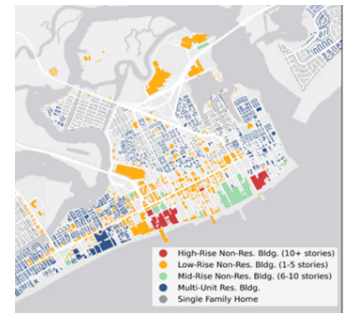 High-Rise Non-Res. Bldg. (10+ stories)
Low-Rise Non-Res. Bldg. (1-5 stories)
Mid-Rise Non-Res. Bldg. (6-10 stories)
Multi-Unit Res. Bldg.
Single Family Home